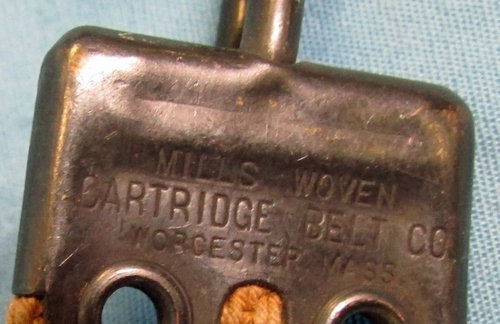 MILLS WOVEN
CARTRIDGE BELT CO.
WORCESTER MASS.